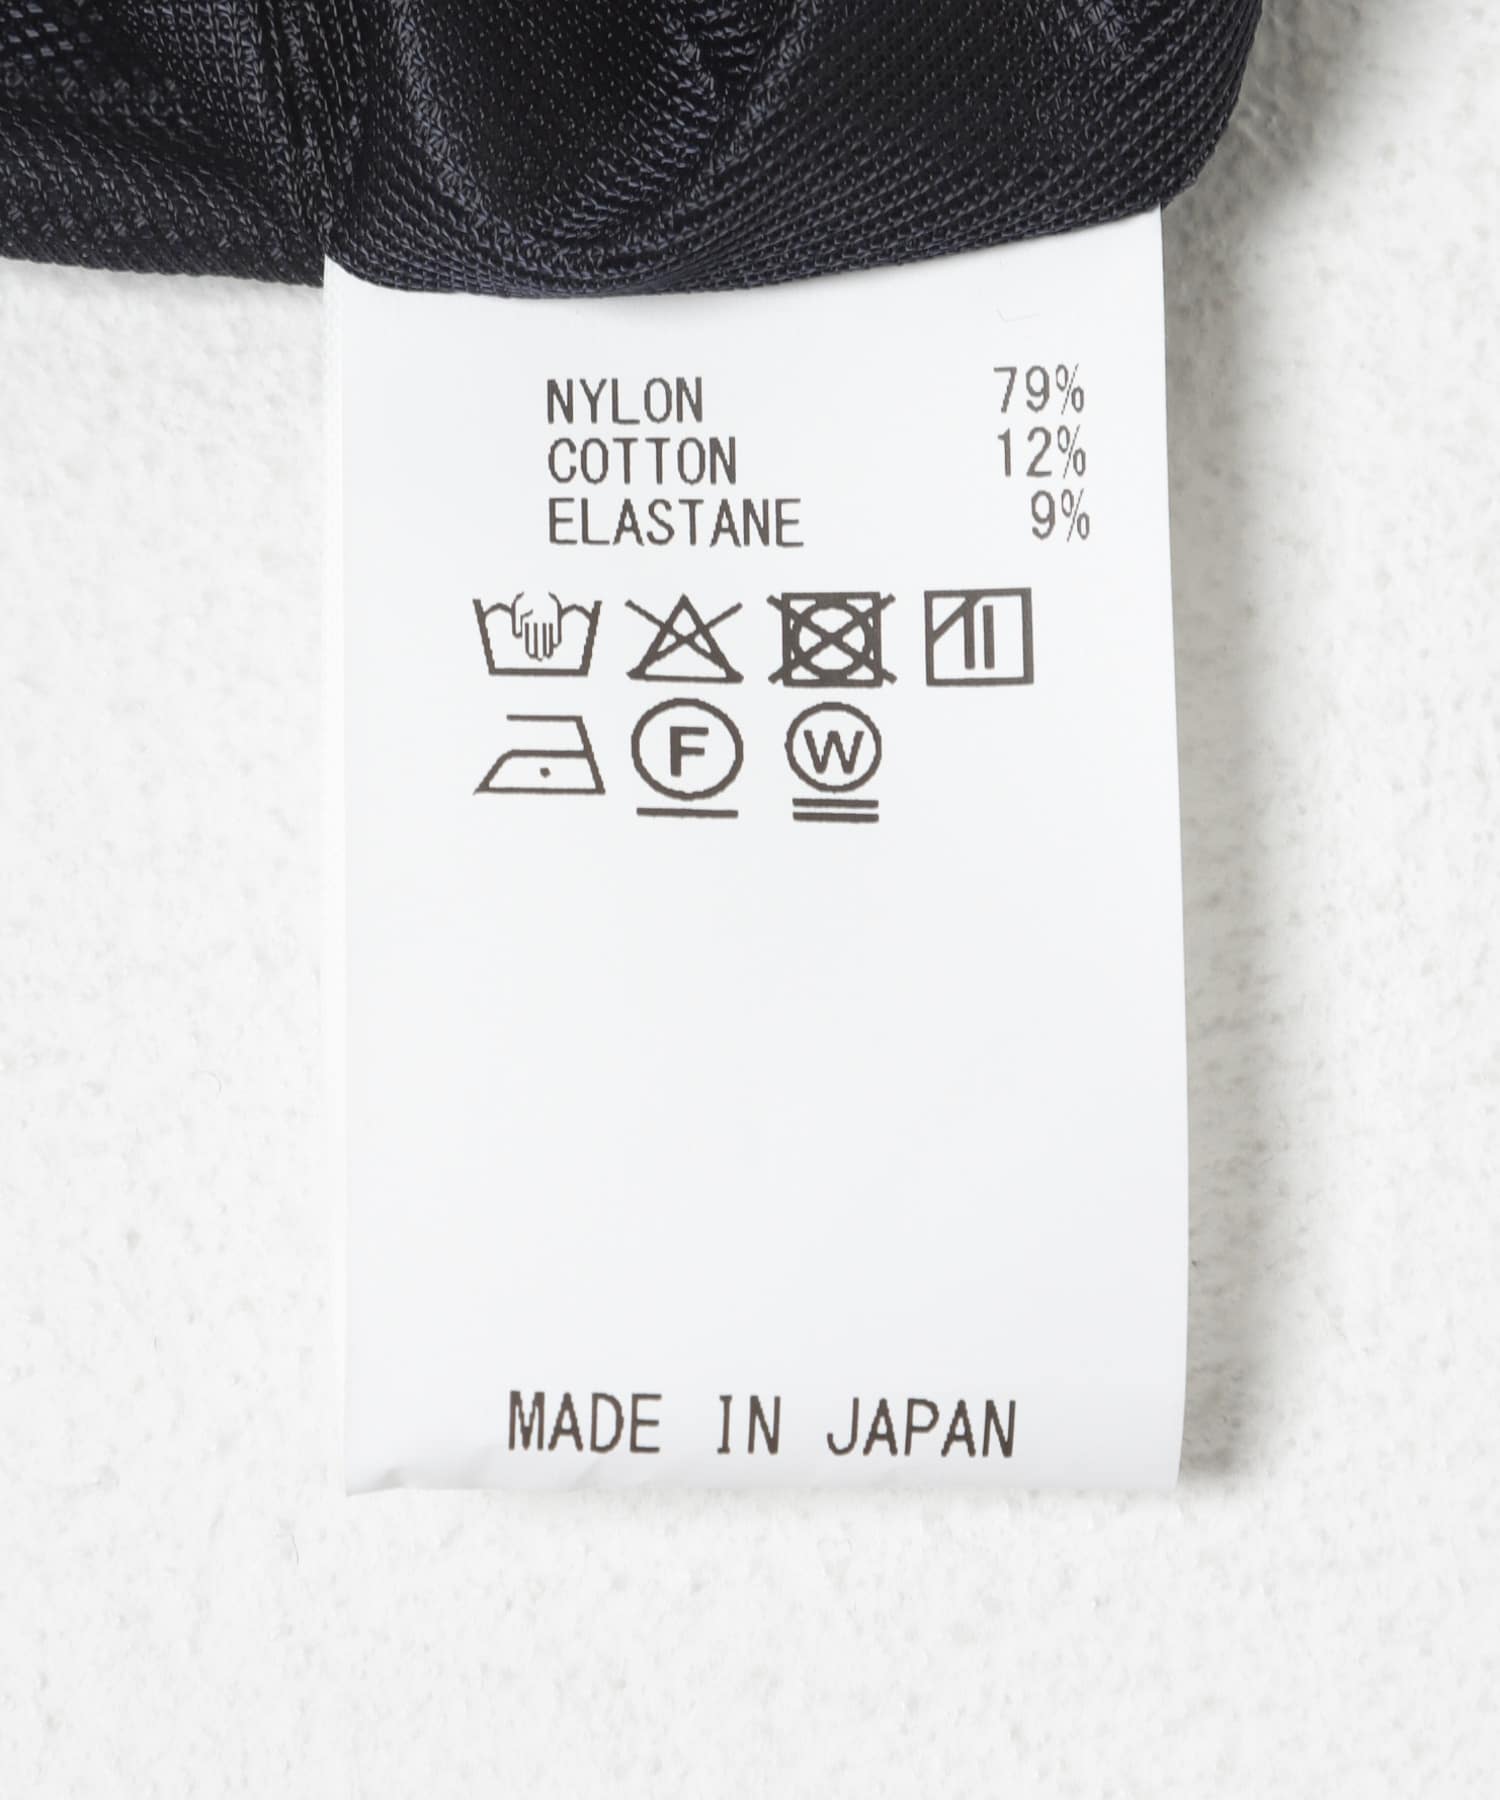 NYLON 79%
COTTON 12%
ELASTANE 9%
F W
MADE IN JAPAN